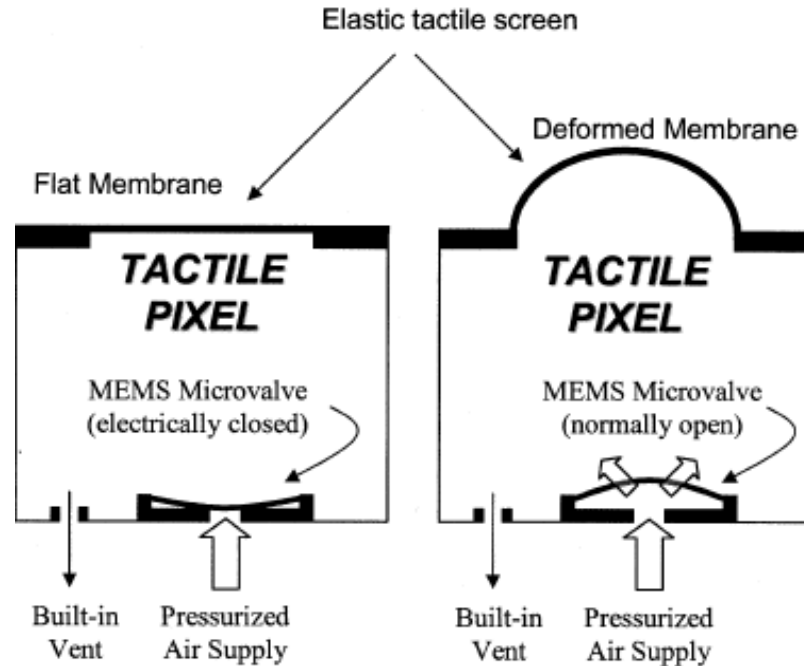 Elastic tactile screen
Flat Membrane
Deformed Membrane
TACTILE
PIXEL
TACTILE
PIXEL
MEMS Microvalve
(electrically closed)
MEMS Microvalve
(normally open)
Built-in
Vent
Pressurized
Air Supply
Built-in
Vent
Pressurized
Air Supply